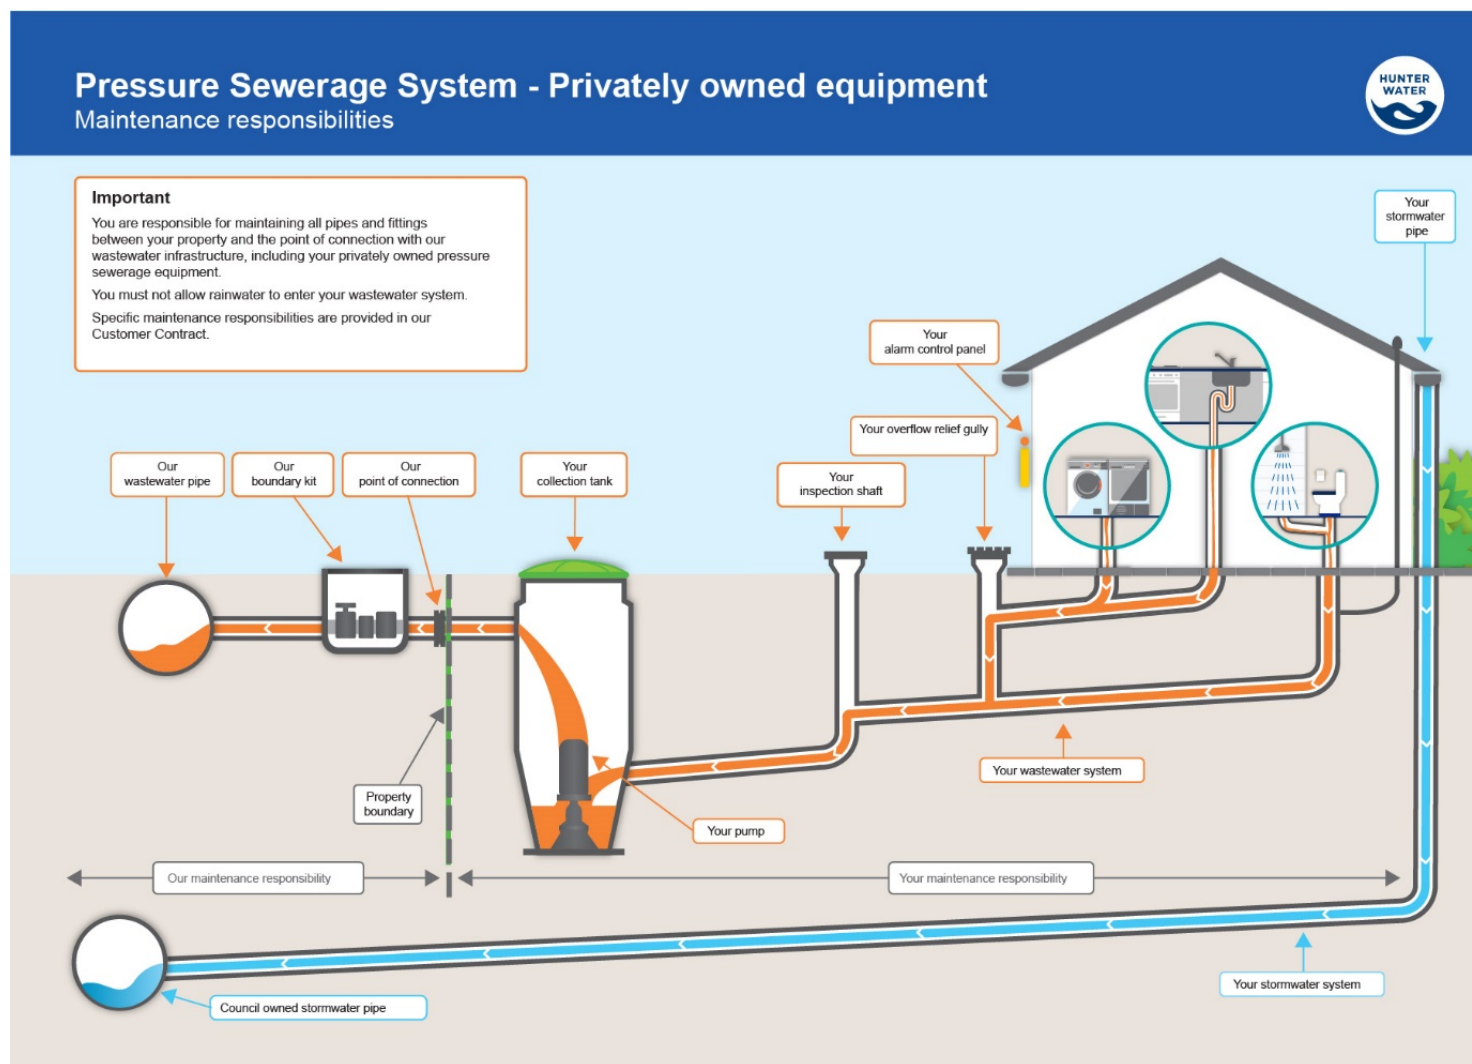 Pressure Sewerage System - Privately owned equipment
Maintenance responsibilities
HUNTER
WATER
Important
You are responsible for maintaining all pipes and fittings
between your property and the point of connection with our
wastewater infrastructure, including your privately owned pressure
sewerage equipment.
You must not allow rainwater to enter your wastewater system.
Specific maintenance responsibilities are provided in our
Customer Contract.
Your
stormwater
pipe
Your
alarm control panel
Your overflow relief gully
Our
wastewater pipe
Our
boundary kit
Our
point of connection
Your
collection tank
Your
inspection shaft
Your wastewater system
Property
boundary
Your pump
Our maintenance responsibility
Your maintenance responsibility
Your stormwater system
Council owned stormwater pipe